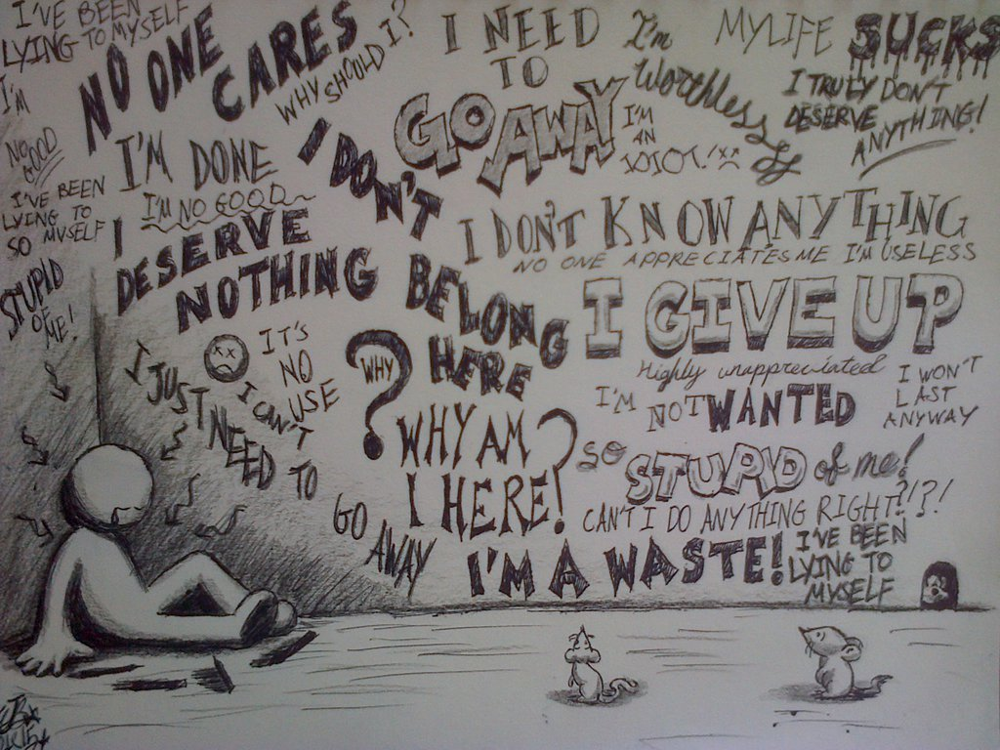 I'VE BEEN
LYING TO MYSELF
I'M
NO
GOOD
I'VE BEEN
LYING TO
SO MYSELF
STUPID
OF
ME!
NO ONE
CARES
WHY SHOULD I?
I'M DONE
I'M NO GOOD
I
DESERVE
NOTHING
I DON'T
BELONG
HERE
I NEED
TO
GO AWAY
I'm
Worthless
I'M
AN
IDIOT!
MY LIFE SUCKS
I TRULY DON'T
DESERVE
ANYTHING!
I DON'T KNOW ANYTHING
NO ONE APPRECIATES ME I'M USELESS
I GIVE UP
Highly unappreciated
I'M
NOT WANTED
I WON'T
LAST
ANYWAY
IT'S
NO
USE
I CAN'T
I JUST NEED TO
GO
AWAY
WHY
WHY AM
I HERE?!
so STUPID of me!
CAN'T I DO ANYTHING RIGHT?!?!
I'M A WASTE!
I'VE BEEN
LYING TO
MYSELF